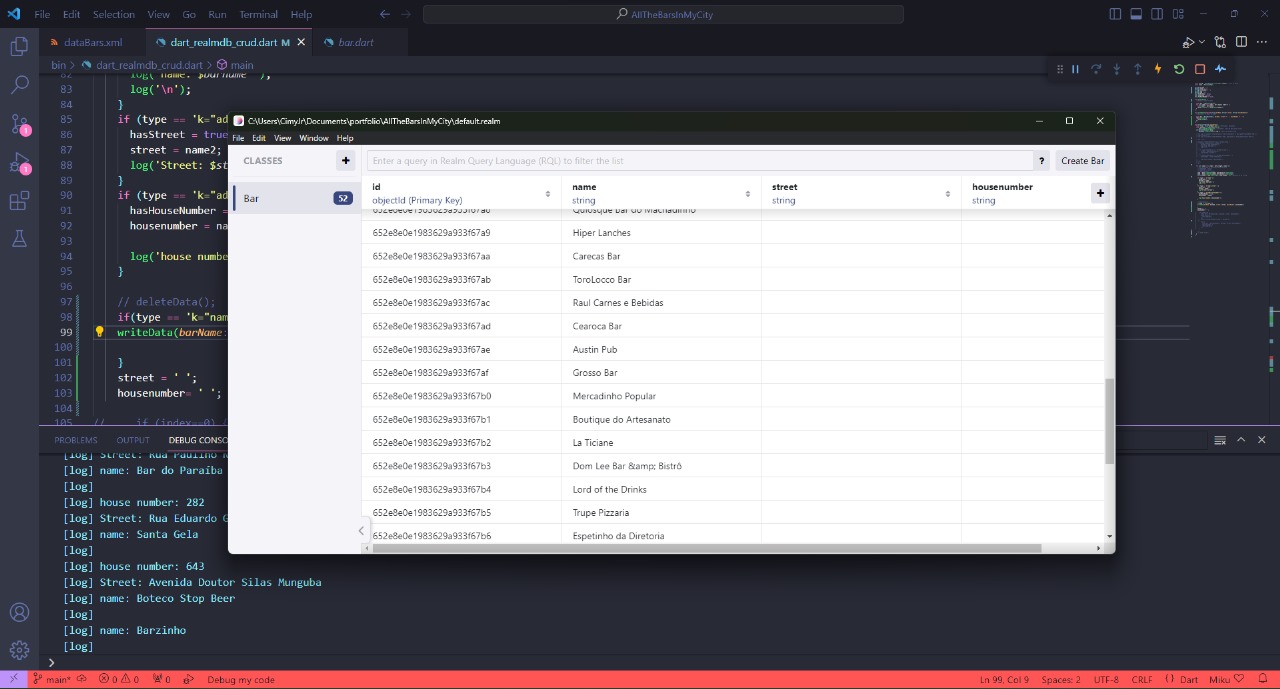 File Edit Selection View Go Run Terminal Help
AllTheBarsInMyCity
dataBars.xml
dart_realmdb_crud.dart M
bar.dart
bin > dart_realmdb_crud.dart > main
82 log('name: $barname
83 log('\n');
84 }
85 if (type == 'k="ad
86 hasStreet = true
87 street = name2;
88 log('Street: $st
89 }
90 if (type == 'k="ad
91 hasHouseNumber =
92 housenumber = na
93
94 log('house numbe
95 }
96
97 // deleteData();
98 if(type == 'k="nam
99 writeData(barName:
100
101 }
102 street = ' ';
103 housenumber= ' ';
104
105 // if (index==0) {
C:\Users\CimyJr\Documents\portfolio\AllTheBarsInMyCity\default.realm
File Edit View Window Help
CLASSES +
Bar 52
Enter a query in Realm Query Language (RQL) to filter the list
? Create Bar
id name street housenumber +
objectId (Primary Key) string string string
652e8e0e1983629a933f67a8 Quiosque Bar do Machadinho
652e8e0e1983629a933f67a9 Hiper Lanches
652e8e0e1983629a933f67aa Carecas Bar
652e8e0e1983629a933f67ab ToroLocco Bar
652e8e0e1983629a933f67ac Raul Carnes e Bebidas
652e8e0e1983629a933f67ad Cearoca Bar
652e8e0e1983629a933f67ae Austin Pub
652e8e0e1983629a933f67af Grosso Bar
652e8e0e1983629a933f67b0 Mercadinho Popular
652e8e0e1983629a933f67b1 Boutique do Artesanato
652e8e0e1983629a933f67b2 La Ticiane
652e8e0e1983629a933f67b3 Dom Lee Bar &amp; Bistrô
652e8e0e1983629a933f67b4 Lord of the Drinks
652e8e0e1983629a933f67b5 Trupe Pizzaria
652e8e0e1983629a933f67b6 Espetinho da Diretoria
PROBLEMS OUTPUT DEBUG CONSO
[log] Street: Rua Paulino
[log] name: Bar do Paraíba
[log]
[log] house number: 282
[log] Street: Rua Eduardo G
[log] name: Santa Gela
[log]
[log] house number: 643
[log] Street: Avenida Doutor Silas Munguba
[log] name: Boteco Stop Beer
[log]
[log] name: Barzinho
[log]
main* 0 0 0 Debug my code
Ln 99, Col 9 Spaces: 2 UTF-8 CRLF { } Dart Miku